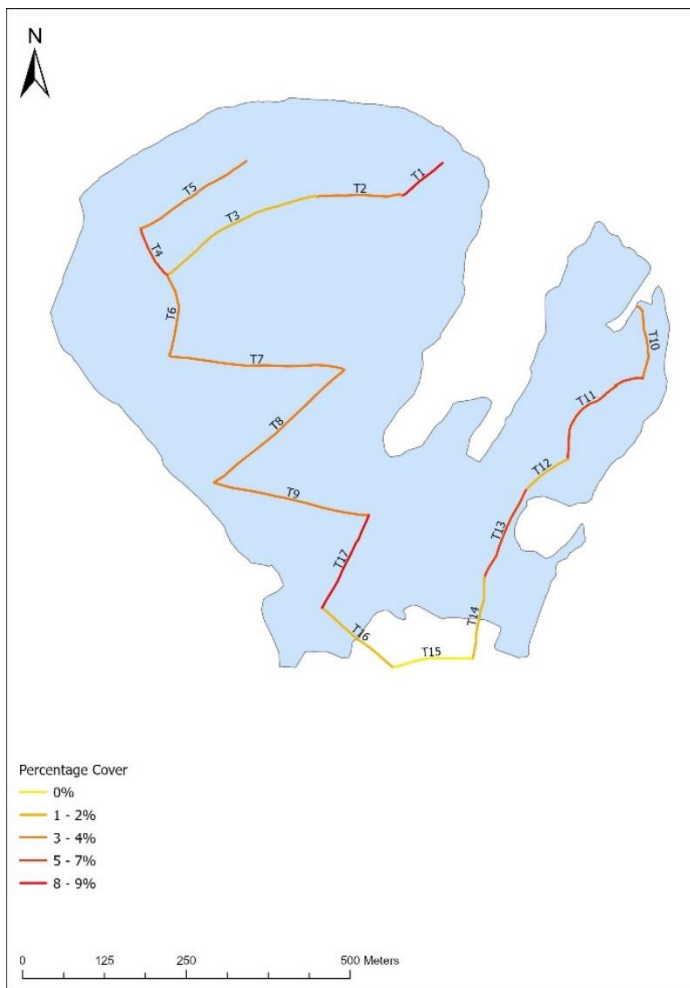 N
T1
T5
T2
T3
T4
T6
T10
T7
T11
T8
T12
T9
T13
T17
T14
T16
T15
Percentage Cover
0%
1 - 2%
3 - 4%
5 - 7%
8 - 9%
0 125 250 500 Meters